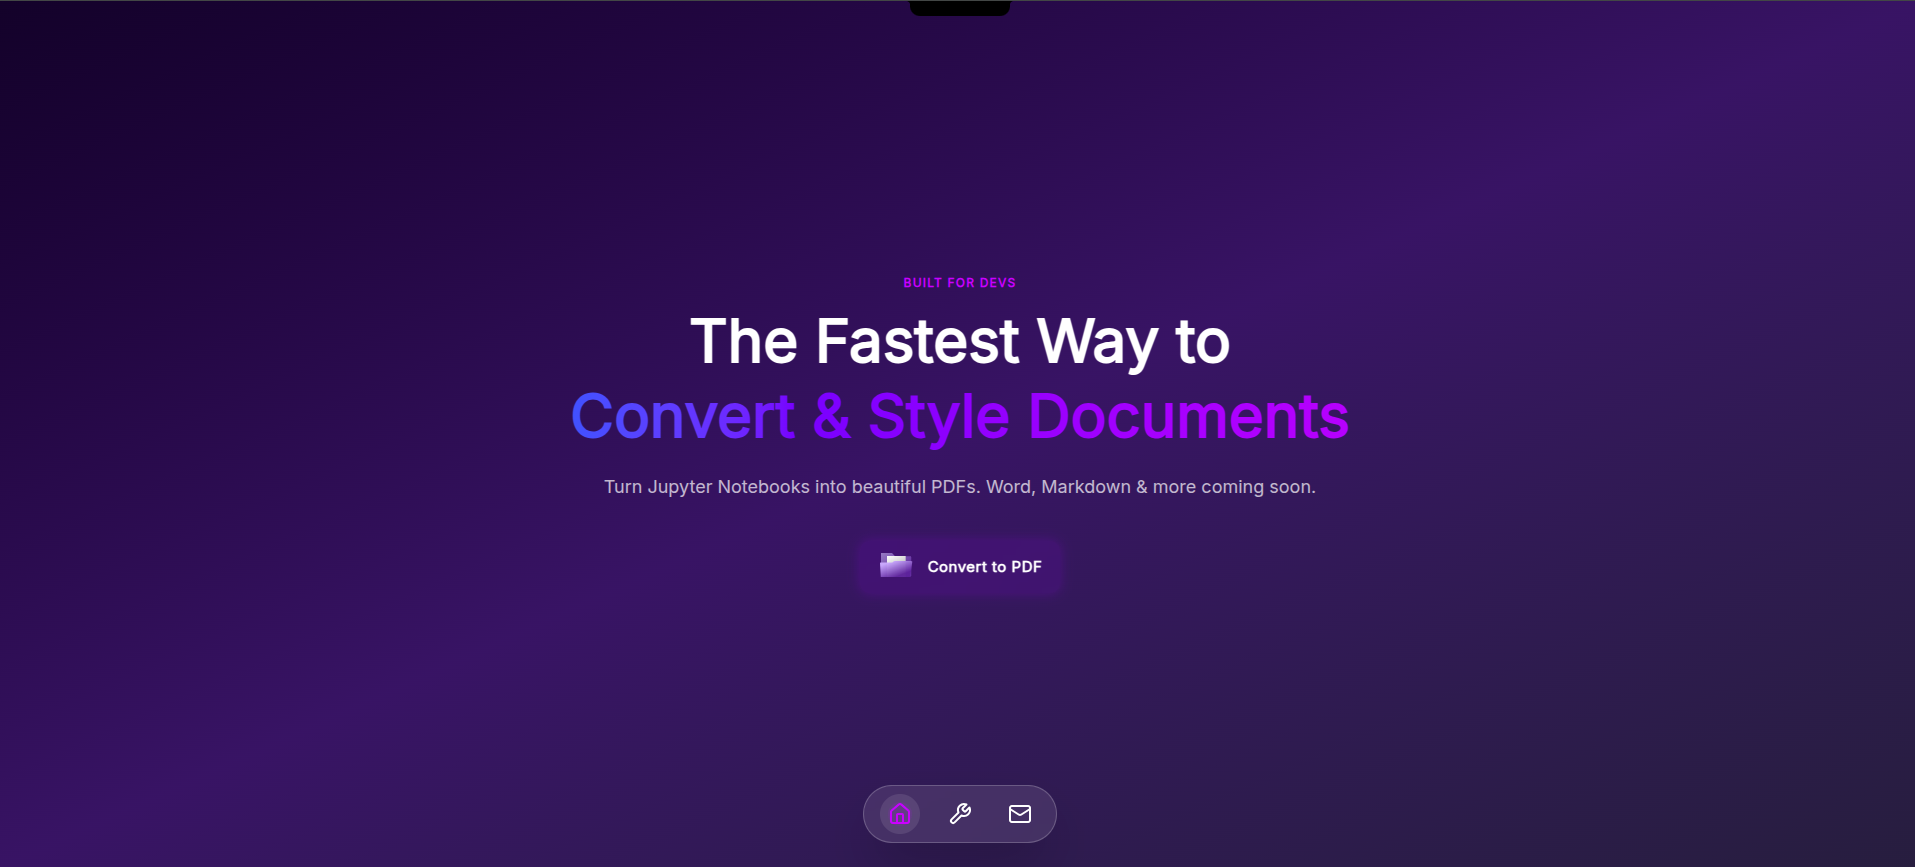 BUILT FOR DEVS
The Fastest Way to
Convert & Style Documents
Turn Jupyter Notebooks into beautiful PDFs. Word, Markdown & more coming soon.
Convert to PDF